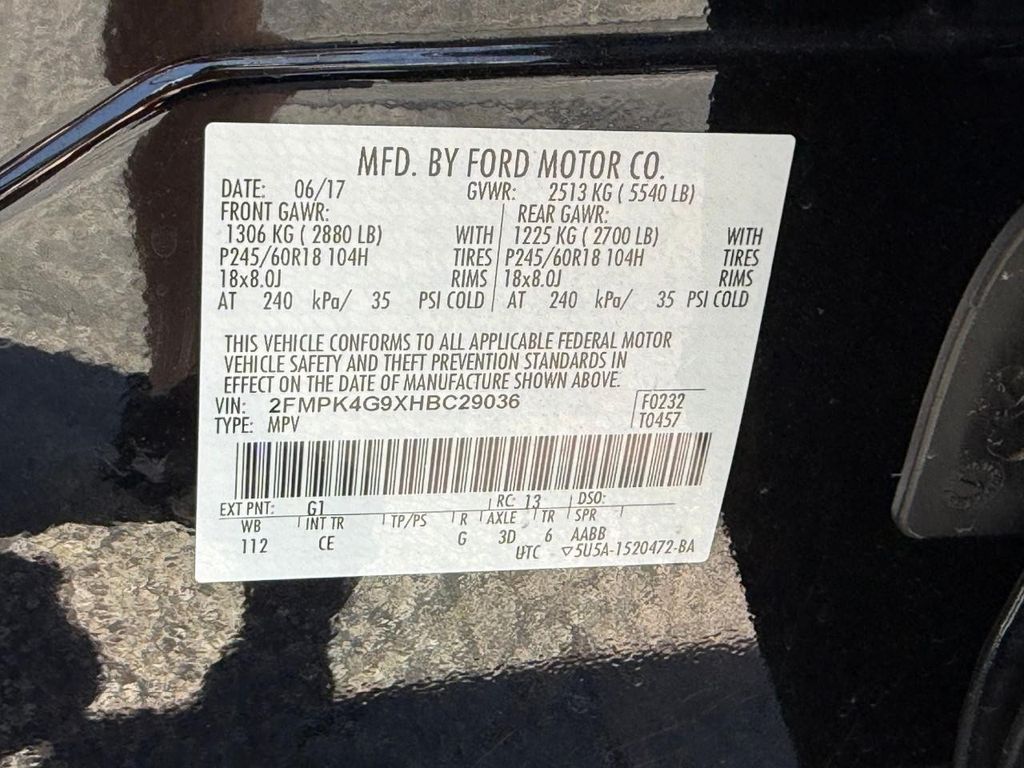 MFD. BY FORD MOTOR CO.
DATE: 06/17 GVWR: 2513 KG ( 5540 LB)
FRONT GAWR: REAR GAWR:
1306 KG ( 2880 LB) WITH 1225 KG ( 2700 LB) WITH
P245/60R18 104H TIRES P245/60R18 104H TIRES
18x8.0J RIMS 18x8.0J RIMS
AT 240 kPa/ 35 PSI COLD AT 240 kPa/ 35 PSI COLD
THIS VEHICLE CONFORMS TO ALL APPLICABLE FEDERAL MOTOR
VEHICLE SAFETY AND THEFT PREVENTION STANDARDS IN
EFFECT ON THE DATE OF MANUFACTURE SHOWN ABOVE.
VIN: 2FMPK4G9XHBC29036 F0232
TYPE: MPV T0457
EXT PNT: G1 RC: 13 DSO:
WB INT TR TP/PS R AXLE TR SPR
112 CE G 3D 6 AABB
UTC ▽5U5A-1520472-BA